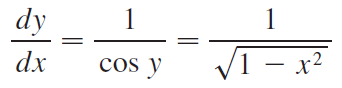 dy/dx = 1/cos y = 1/√(1 − x²)